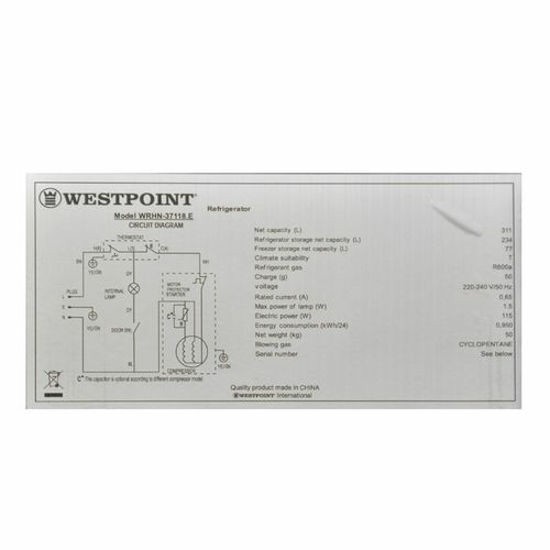 WESTPOINT
Refrigerator
Model WRHN-37118.E
CIRCUIT DIAGRAM
THERMOSTAT
MOTOR
PROTECTOR
STARTER
INTERNAL
LAMP
PLUG
L
E
N
YE/GN
DOOR SW.
COMPRESSOR
YE/GN
The capacitor is optional according to different compressor model.
Net capacity (L) 311
Refrigerator storage net capacity (L) 234
Freezer storage net capacity (L) 77
Climate suitability T
Refrigerant gas R600a
Charge (g) 50
voltage 220-240 V/50 Hz
Rated current (A) 0,65
Max power of lamp (W) 1.5
Electric power (W) 115
Energy consumption (kWh/24) 0,950
Net weight (kg) 50
Blowing gas CYCLOPENTANE
Serial number See below
Quality product made in CHINA
WESTPOINT International